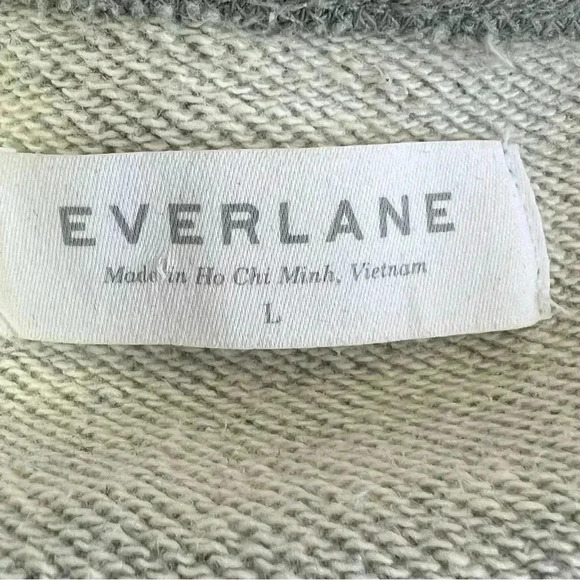 EVERLANE
Made in Ho Chi Minh, Vietnam
L